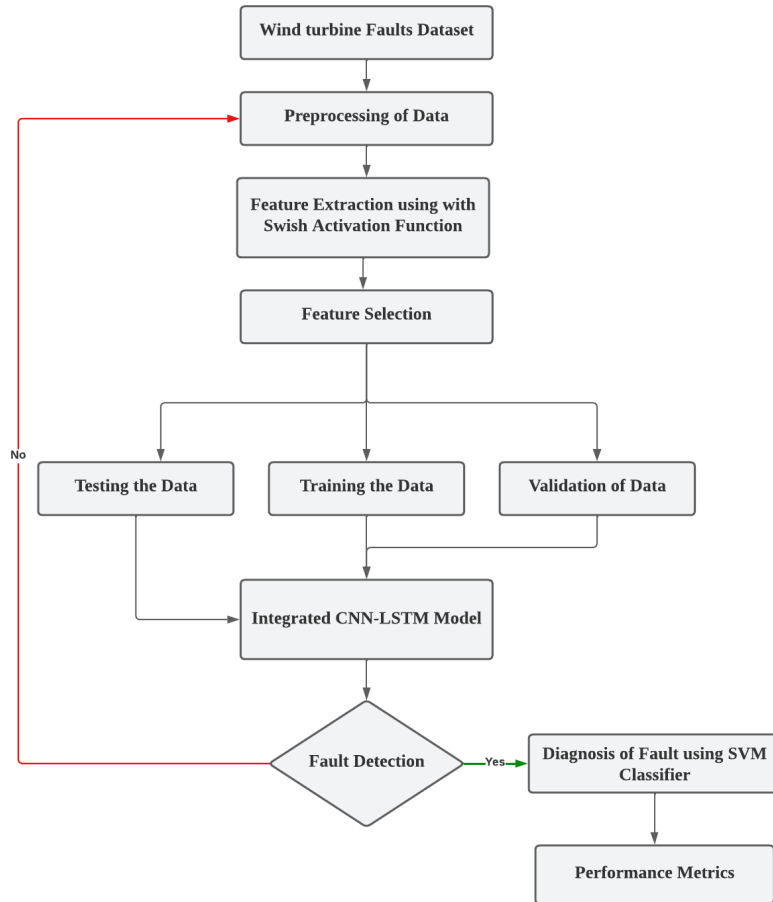 Wind turbine Faults Dataset
Preprocessing of Data
Feature Extraction using with
Swish Activation Function
Feature Selection
No
Testing the Data
Training the Data
Validation of Data
Integrated CNN-LSTM Model
Fault Detection
Yes
Diagnosis of Fault using SVM
Classifier
Performance Metrics